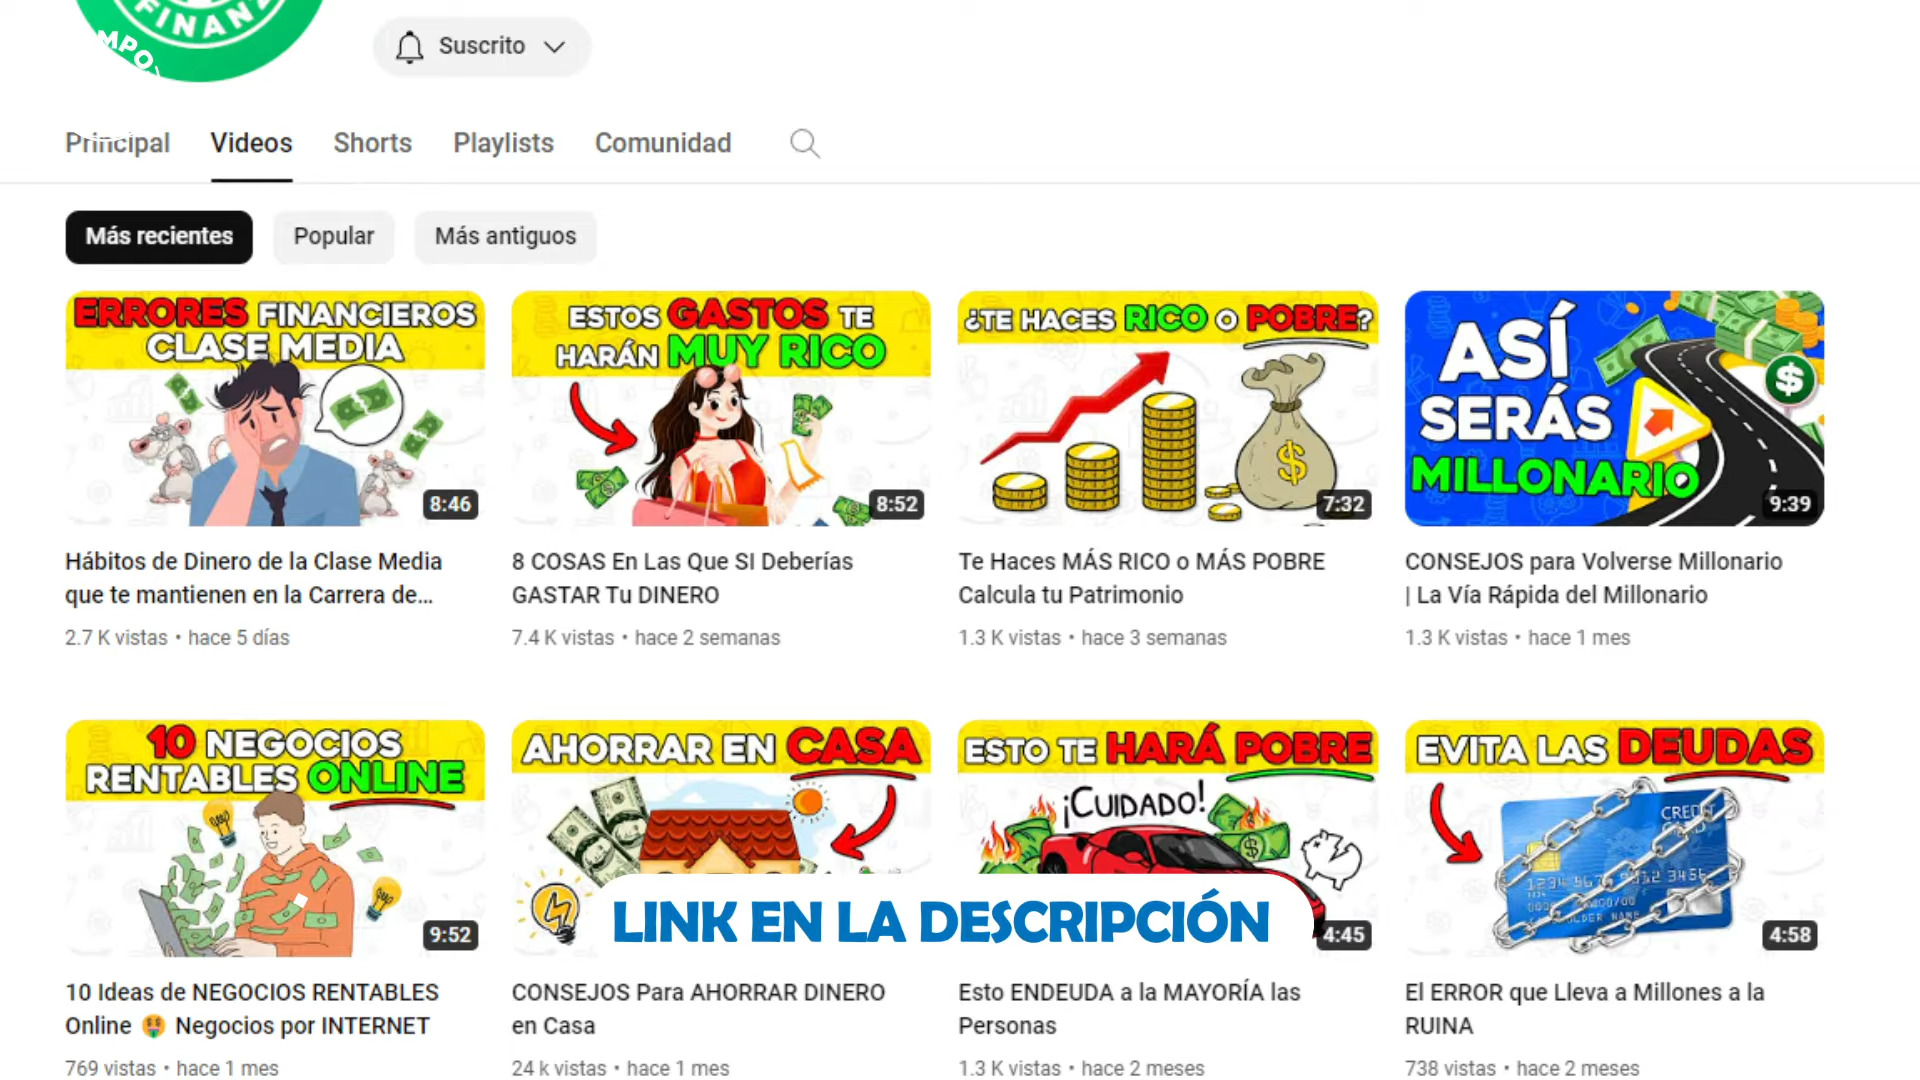 FINANZ
MPO
Suscrito
Principal Videos Shorts Playlists Comunidad
Más recientes Popular Más antiguos
ERRORES FINANCIEROS
CLASE MEDIA
8:46
ESTOS GASTOS TE
HARÁN MUY RICO
8:52
¿TE HACES RICO O POBRE?
$
7:32
ASÍ
SERÁS
MILLONARIO
$
9:39
Hábitos de Dinero de la Clase Media
que te mantienen en la Carrera de...
2.7 K vistas • hace 5 días
8 COSAS En Las Que SI Deberías
GASTAR Tu DINERO
7.4 K vistas • hace 2 semanas
Te Haces MÁS RICO o MÁS POBRE
Calcula tu Patrimonio
1.3 K vistas • hace 3 semanas
CONSEJOS para Volverse Millonario
| La Vía Rápida del Millonario
1.3 K vistas • hace 1 mes
10 NEGOCIOS
RENTABLES ONLINE
9:52
AHORRAR EN CASA
ESTO TE HARÁ POBRE
¡CUIDADO!
$
4:45
EVITA LAS DEUDAS
CREDIT
4:58
LINK EN LA DESCRIPCIÓN
10 Ideas de NEGOCIOS RENTABLES
Online 🤑 Negocios por INTERNET
769 vistas • hace 1 mes
CONSEJOS Para AHORRAR DINERO
en Casa
24 k vistas • hace 1 mes
Esto ENDEUDA a la MAYORÍA las
Personas
1.3 K vistas • hace 2 meses
El ERROR que Lleva a Millones a la
RUINA
738 vistas • hace 2 meses